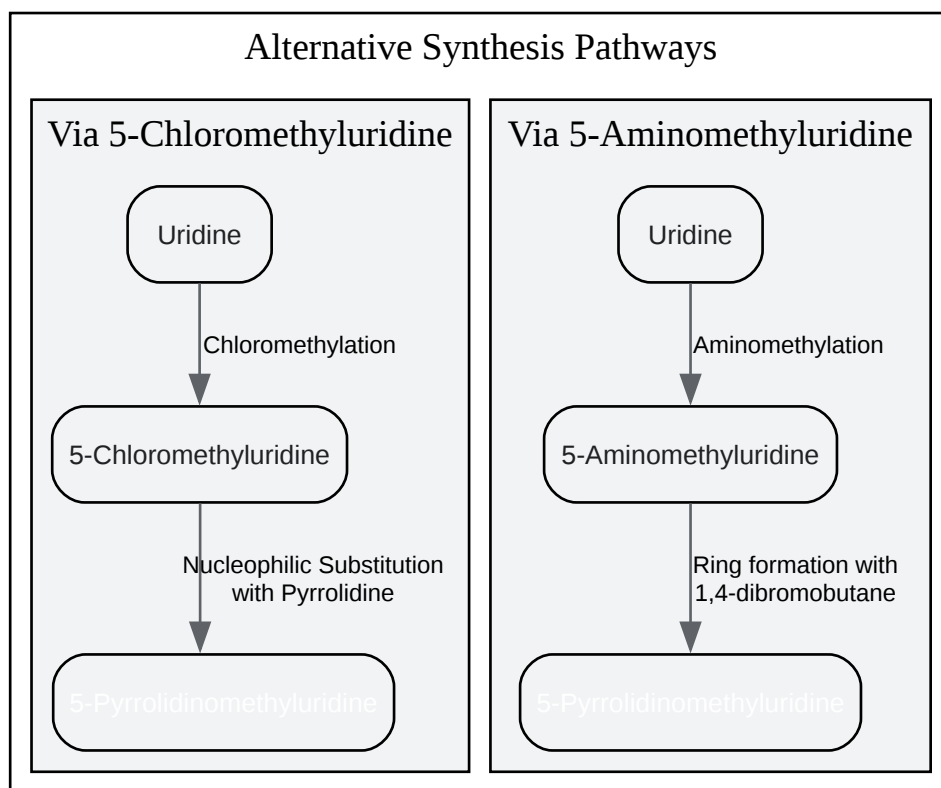 Alternative Synthesis Pathways
Via 5-Chloromethyluridine
Uridine
Chloromethylation
5-Chloromethyluridine
Nucleophilic Substitution
with Pyrrolidine
5-Pyrrolidinomethyluridine
Via 5-Aminomethyluridine
Uridine
Aminomethylation
5-Aminomethyluridine
Ring formation with
1,4-dibromobutane
5-Pyrrolidinomethyluridine